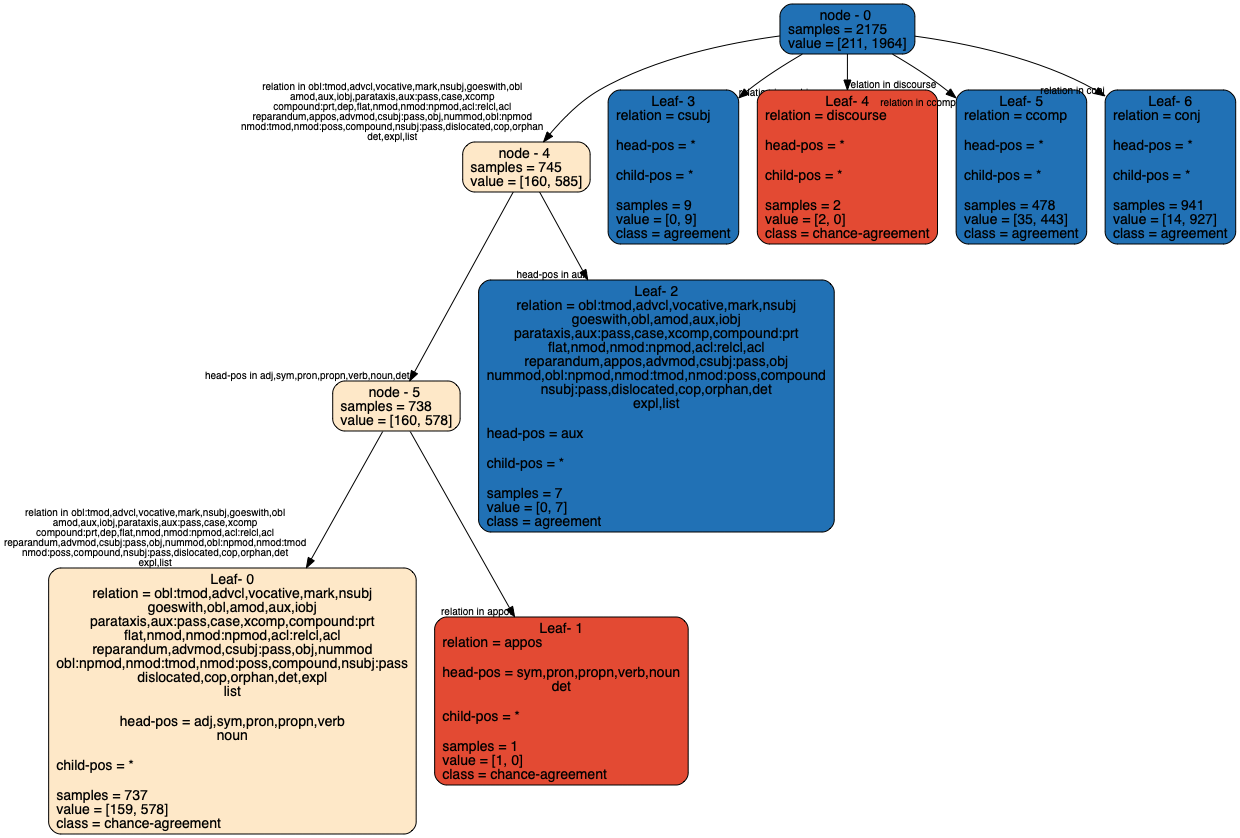 node - 0
samples = 2175
value = [211, 1964]
relation in obl:tmod,advcl,vocative,mark,nsubj,goeswith,obl
amod,aux,iobj,parataxis,aux:pass,case,xcomp
compound:prt,dep,flat,nmod,nmod:npmod,acl:relcl,acl
reparandum,appos,advmod,csubj:pass,obj,nummod,obl:npmod
nmod:tmod,nmod:poss,compound,nsubj:pass,dislocated,cop,orphan
det,expl,list
node - 4
samples = 745
value = [160, 585]
Leaf- 3
relation = csubj
head-pos = *
child-pos = *
samples = 9
value = [0, 9]
class = agreement
relation in discourse
Leaf- 4
relation = discourse
head-pos = *
child-pos = *
samples = 2
value = [2, 0]
class = chance-agreement
relation in ccomp
Leaf- 5
relation = ccomp
head-pos = *
child-pos = *
samples = 478
value = [35, 443]
class = agreement
relation in conj
Leaf- 6
relation = conj
head-pos = *
child-pos = *
samples = 941
value = [14, 927]
class = agreement
head-pos in aux
Leaf- 2
relation = obl:tmod,advcl,vocative,mark,nsubj
goeswith,obl,amod,aux,iobj
parataxis,aux:pass,case,xcomp,compound:prt
flat,nmod,nmod:npmod,acl:relcl,acl
reparandum,appos,advmod,csubj:pass,obj
nummod,obl:npmod,nmod:tmod,nmod:poss,compound
nsubj:pass,dislocated,cop,orphan,det
expl,list
head-pos = aux
child-pos = *
samples = 7
value = [0, 7]
class = agreement
head-pos in adj,sym,pron,propn,verb,noun,det
node - 5
samples = 738
value = [160, 578]
relation in obl:tmod,advcl,vocative,mark,nsubj,goeswith,obl
amod,aux,iobj,parataxis,aux:pass,case,xcomp
compound:prt,dep,flat,nmod,nmod:npmod,acl:relcl,acl
reparandum,advmod,csubj:pass,obj,nummod,obl:npmod,nmod:tmod
nmod:poss,compound,nsubj:pass,dislocated,cop,orphan,det
expl,list
Leaf- 0
relation = obl:tmod,advcl,vocative,mark,nsubj
goeswith,obl,amod,aux,iobj
parataxis,aux:pass,case,xcomp,compound:prt
flat,nmod,nmod:npmod,acl:relcl,acl
reparandum,advmod,csubj:pass,obj,nummod
obl:npmod,nmod:tmod,nmod:poss,compound,nsubj:pass
dislocated,cop,orphan,det,expl
list
head-pos = adj,sym,pron,propn,verb
noun
child-pos = *
samples = 737
value = [159, 578]
class = chance-agreement
relation in appos
Leaf- 1
relation = appos
head-pos = sym,pron,propn,verb,noun
det
child-pos = *
samples = 1
value = [1, 0]
class = chance-agreement